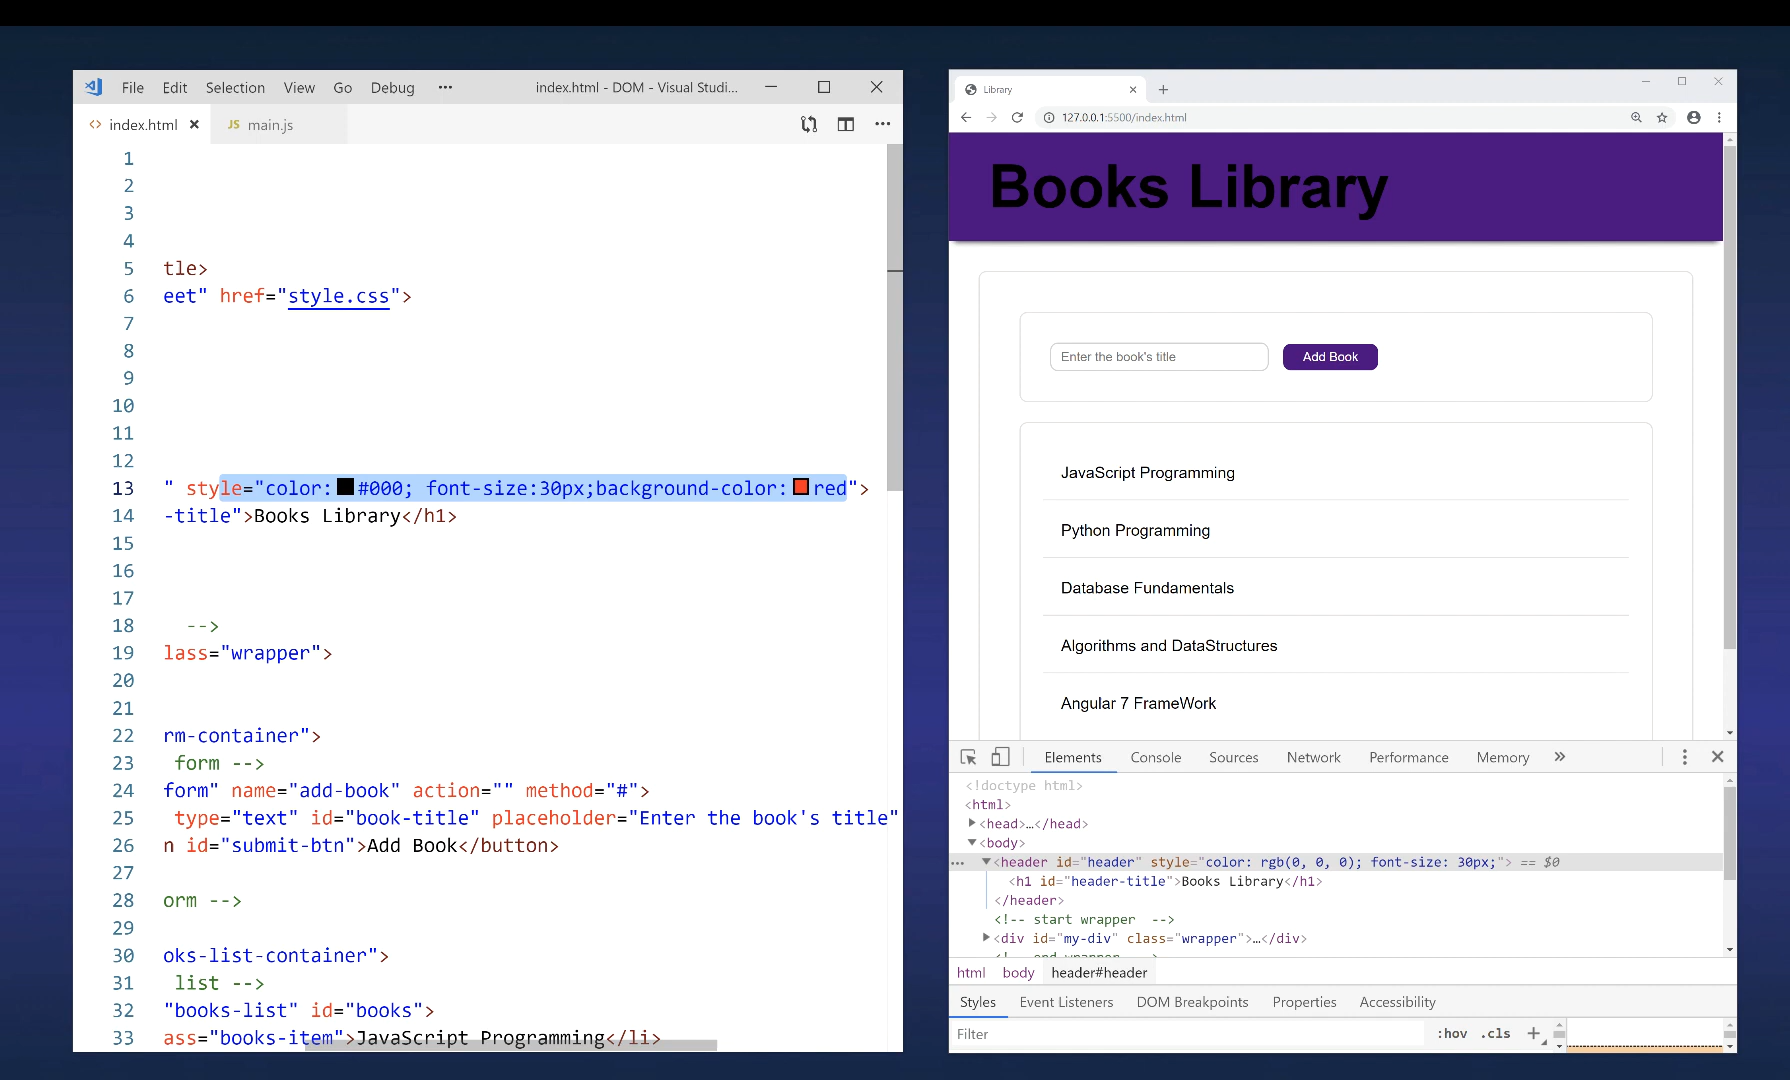 File Edit Selection View Go Debug ··· index.html - DOM - Visual Studi...
<> index.html × JS main.js
1
2
3
4
5 tle>
6 eet" href="style.css">
7
8
9
10
11
12
13 " style="color: #000; font-size:30px;background-color: red">
14 -title">Books Library</h1>
15
16
17
18 -->
19 lass="wrapper">
20
21
22 rm-container">
23 form -->
24 form" name="add-book" action="" method="#">
25 type="text" id="book-title" placeholder="Enter the book's title"
26 n id="submit-btn">Add Book</button>
27
28 orm -->
29
30 oks-list-container">
31 list -->
32 "books-list" id="books">
33 ass="books-item">JavaScript Programming</li>
Library
127.0.0.1:5500/index.html
Books Library
Enter the book's title Add Book
JavaScript Programming
Python Programming
Database Fundamentals
Algorithms and DataStructures
Angular 7 FrameWork
Elements Console Sources Network Performance Memory »
<!doctype html>
<html>
<head>…</head>
<body>
<header id="header" style="color: rgb(0, 0, 0); font-size: 30px;"> == $0
<h1 id="header-title">Books Library</h1>
</header>
<!-- start wrapper -->
<div id="my-div" class="wrapper">…</div>
<!-- end wrapper -->
html body header#header
Styles Event Listeners DOM Breakpoints Properties Accessibility
Filter :hov .cls +